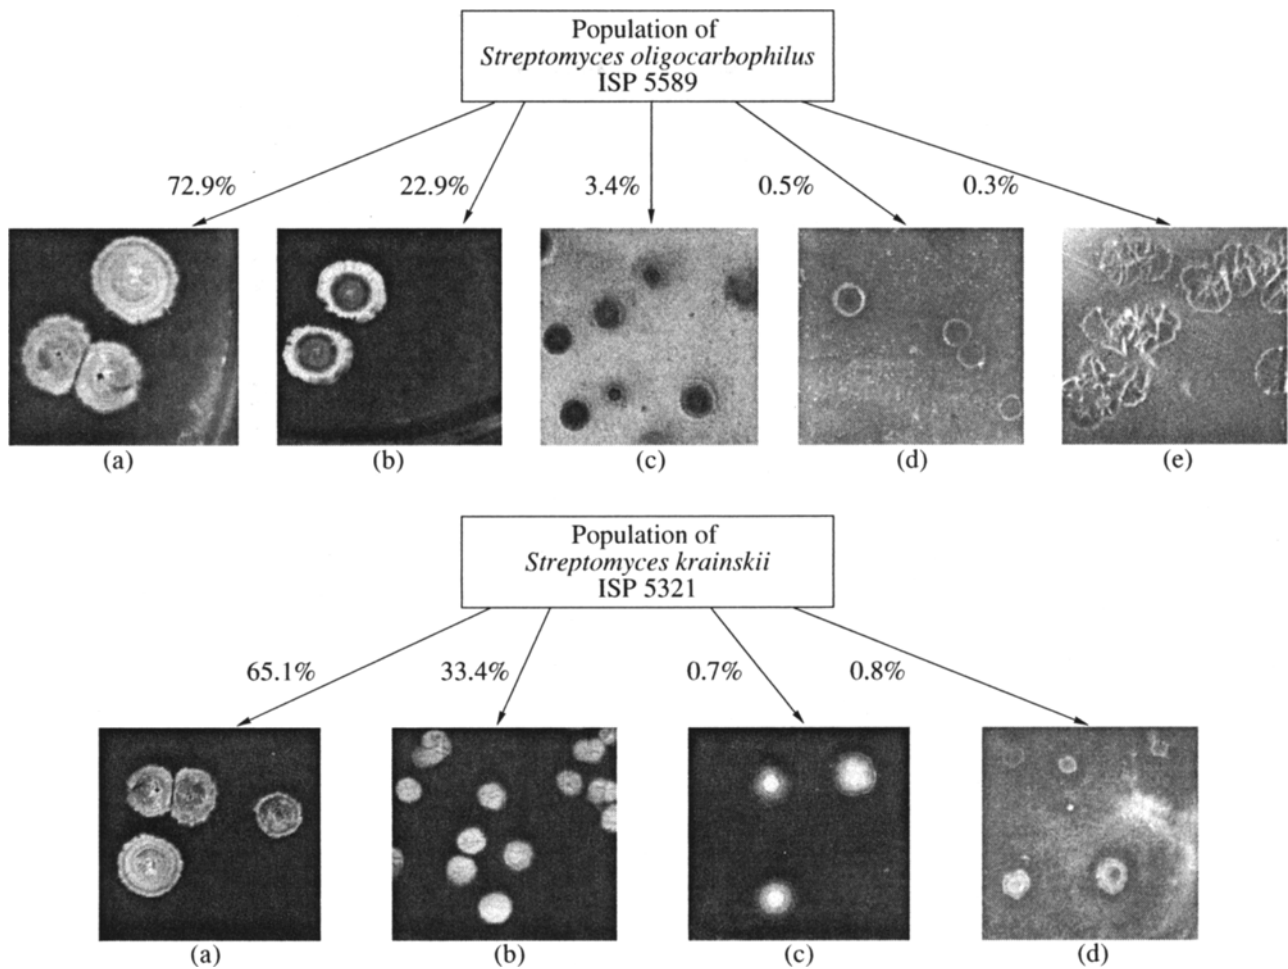 Population of
Streptomyces oligocarbophilus
ISP 5589
72.9%
22.9%
3.4%
0.5%
0.3%
(a)
(b)
(c)
(d)
(e)
Population of
Streptomyces krainskii
ISP 5321
65.1%
33.4%
0.7%
0.8%
(a)
(b)
(c)
(d)